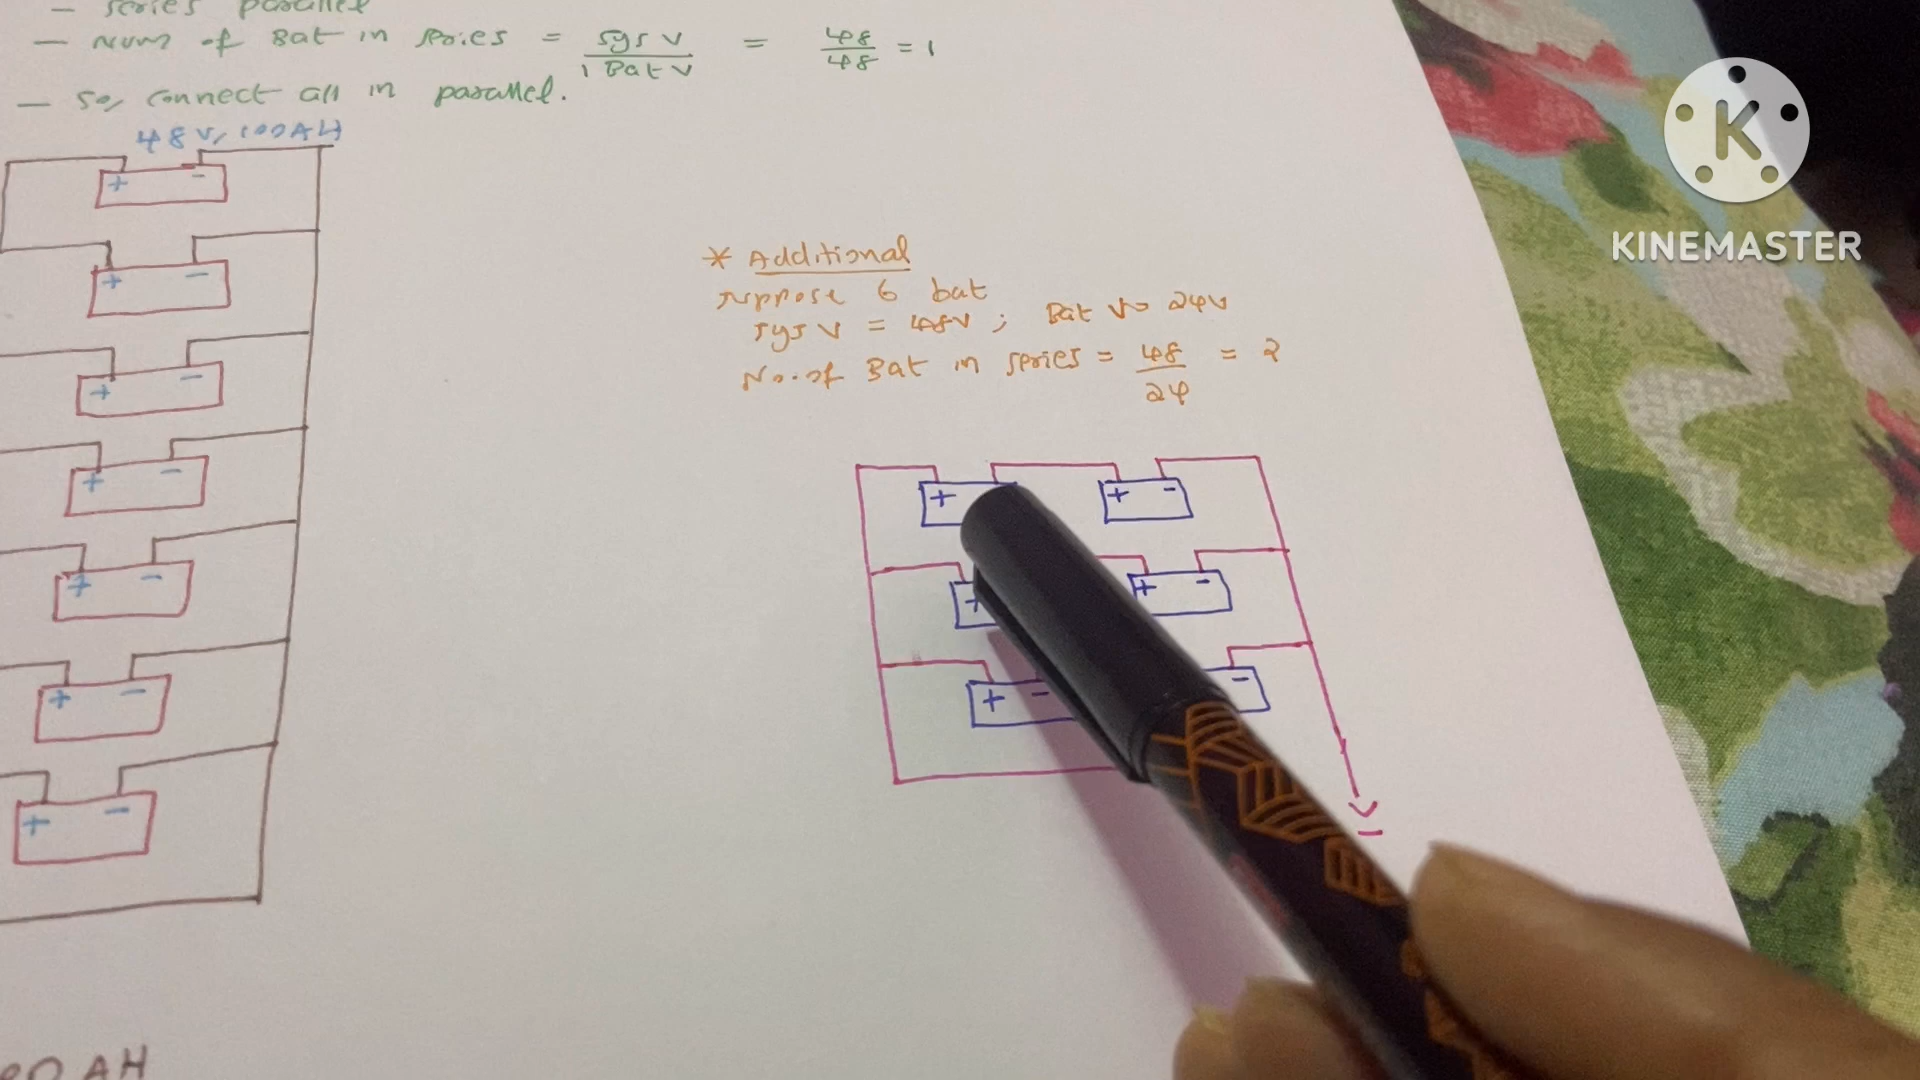 - series parallel
- Num of Bat in series = sys V / 1 Bat V = 48/48 = 1
- So, connect all in parallel.
48V, 100AH
+ -
+ -
+ -
+ -
+ -
+ -
+ -
* Additional
suppose 6 bat
sys V = 48V ; Bat V = 24V
No. of Bat in series = 48/24 = 2
+ + -
+ + -
+ - -
-
AH
K
KINEMASTER